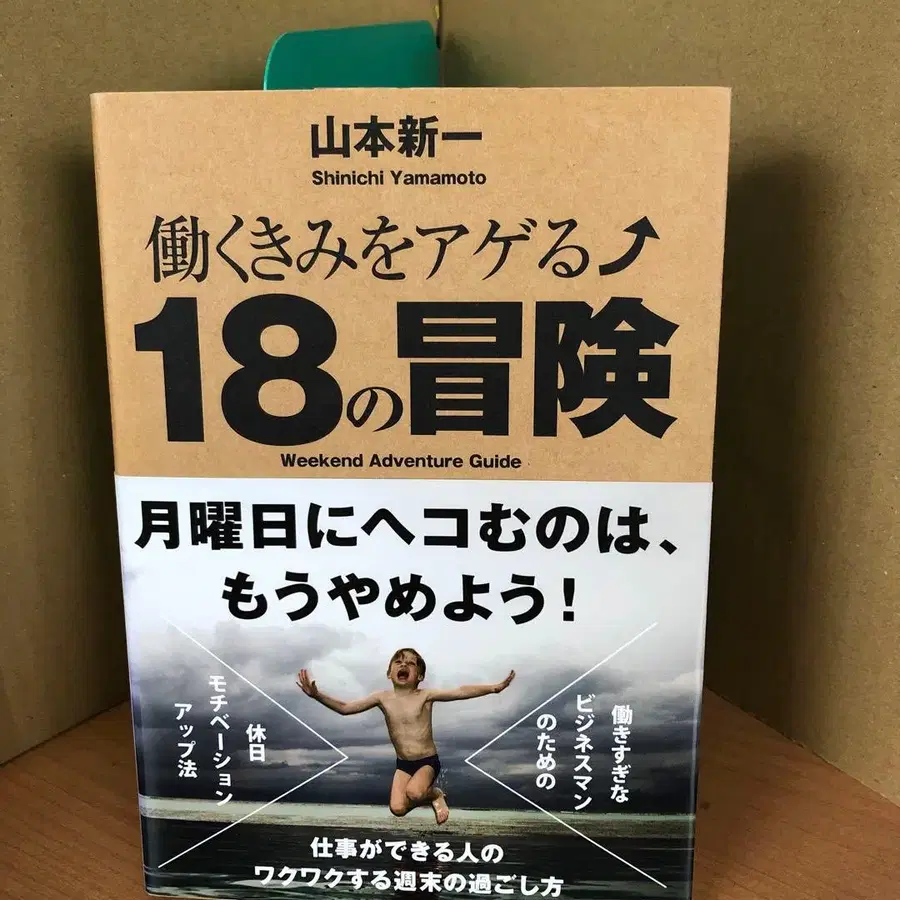 山本新一
Shinichi Yamamoto
働くきみをアゲる
18の冒険
Weekend Adventure Guide
月曜日にヘコむのは、
もうやめよう！
働きすぎな
ビジネスマン
のための
休日
モチベーション
アップ法
仕事ができる人の
ワクワクする週末の過ごし方